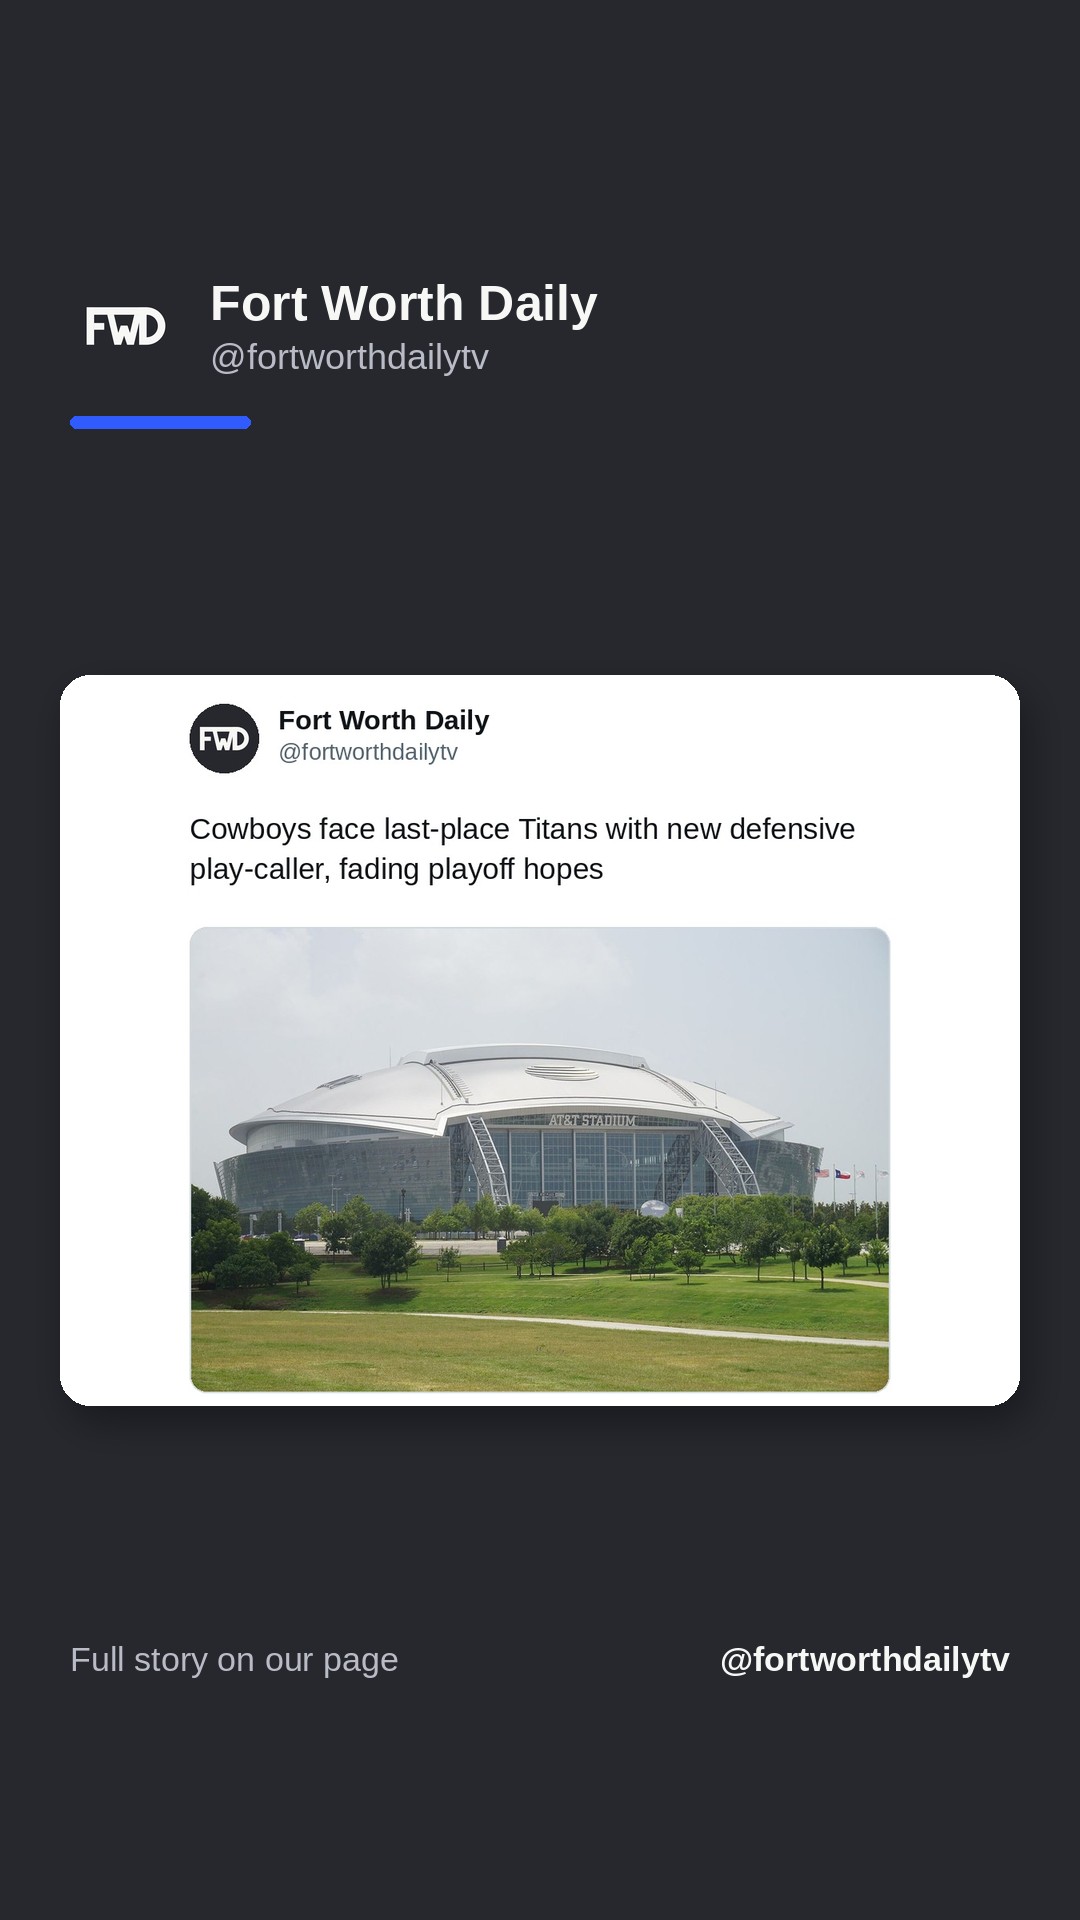 FWD
Fort Worth Daily
@fortworthdailytv
FWD
Fort Worth Daily
@fortworthdailytv
Cowboys face last-place Titans with new defensive
play-caller, fading playoff hopes
AT&T STADIUM
Full story on our page
@fortworthdailytv